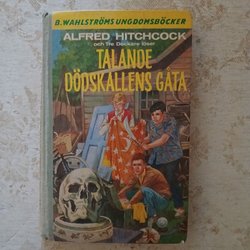 B. WAHLSTRÖMS UNGDOMSBÖCKER
ALFRED HITCHCOCK
och Tre Deckare löser
TALANDE
DÖDSKALLENS GÅTA